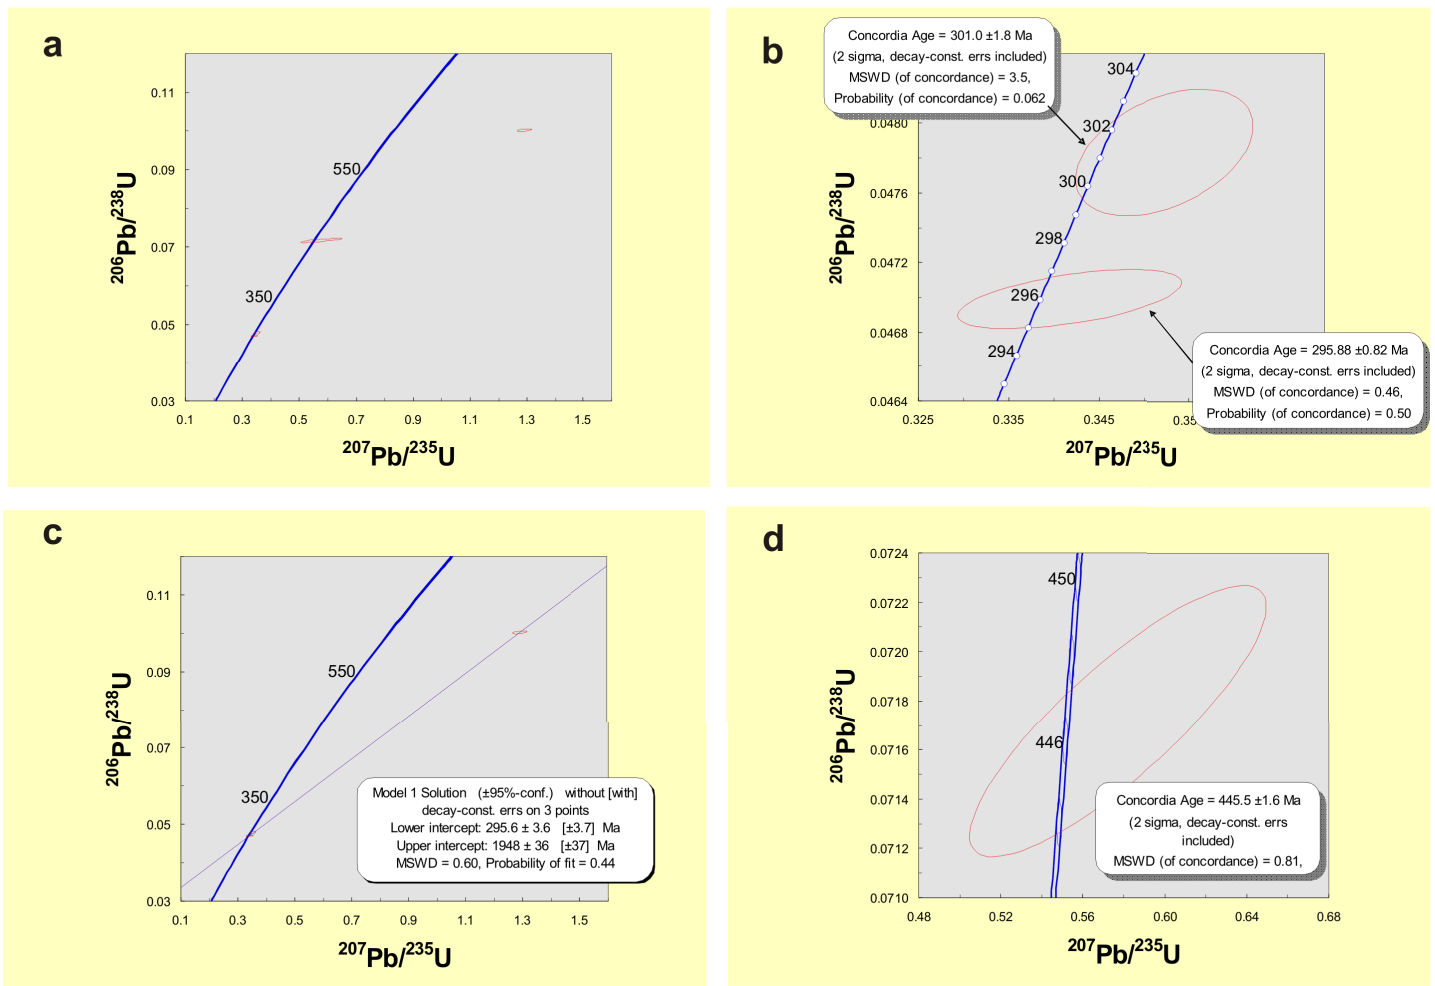 a
0.11
0.09
0.07
0.05
0.03
550
350
0.1
0.3
0.5
0.7
0.9
1.1
1.3
1.5
206Pb/238U
207Pb/235U
b
Concordia Age = 301.0 ±1.8 Ma
(2 sigma, decay-const. errs included)
MSWD (of concordance) = 3.5,
Probability (of concordance) = 0.062
304
302
300
298
296
294
0.0480
0.0476
0.0472
0.0468
0.0464
0.325
0.335
0.345
0.35
206Pb/238U
207Pb/235U
Concordia Age = 295.88 ±0.82 Ma
(2 sigma, decay-const. errs included)
MSWD (of concordance) = 0.46,
Probability (of concordance) = 0.50
c
0.11
0.09
0.07
0.05
0.03
550
350
Model 1 Solution (±95%-conf.) without [with]
decay-const. errs on 3 points
Lower intercept: 295.6 ± 3.6 [±3.7] Ma
Upper intercept: 1948 ± 36 [±37] Ma
MSWD = 0.60, Probability of fit = 0.44
0.1
0.3
0.5
0.7
0.9
1.1
1.3
1.5
206Pb/238U
207Pb/235U
d
0.0724
0.0722
0.0720
0.0718
0.0716
0.0714
0.0712
0.0710
450
446
Concordia Age = 445.5 ±1.6 Ma
(2 sigma, decay-const. errs
included)
MSWD (of concordance) = 0.81,
0.48
0.52
0.56
0.60
0.64
0.68
206Pb/238U
207Pb/235U